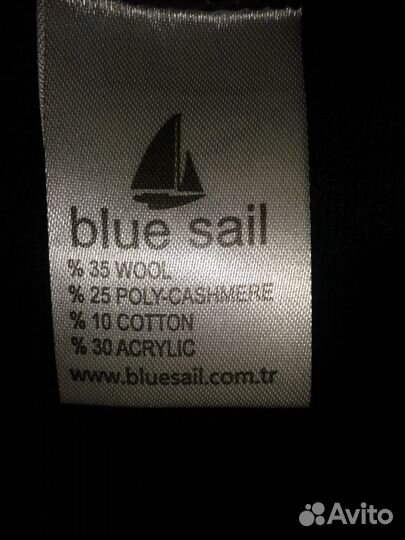 blue sail
% 35 WOOL
% 25 POLY-CASHMERE
% 10 COTTON
% 30 ACRYLIC
www.bluesail.com.tr
Avito